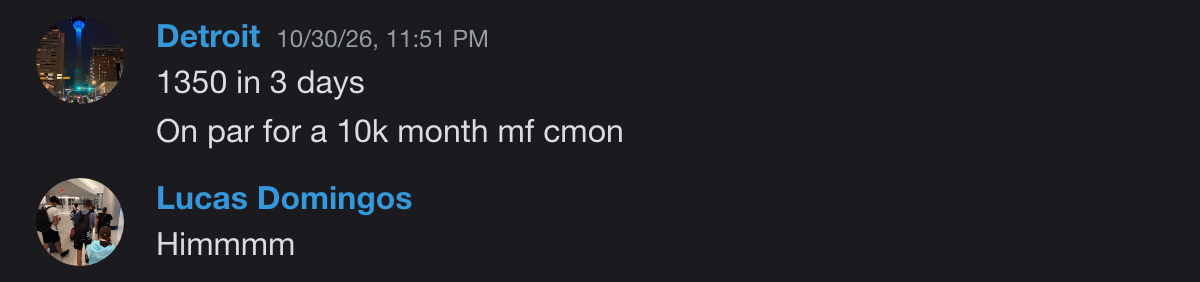 Detroit 10/30/26, 11:51 PM
1350 in 3 days
On par for a 10k month mf cmon
Lucas Domingos
Himmmm